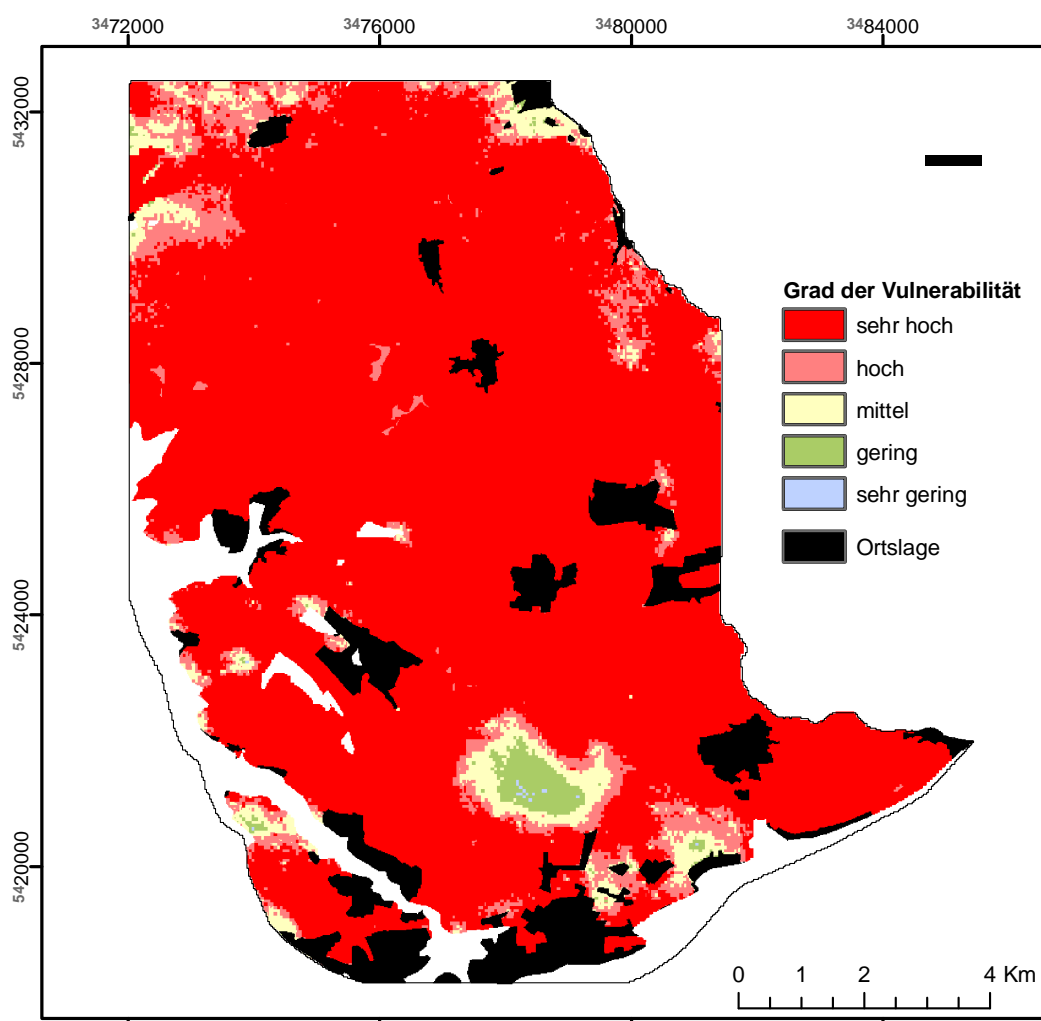 3472000 3476000 3480000 3484000
5432000
5428000
5424000
5420000
Grad der Vulnerabilität
sehr hoch
hoch
mittel
gering
sehr gering
Ortslage
0 1 2 4 Km